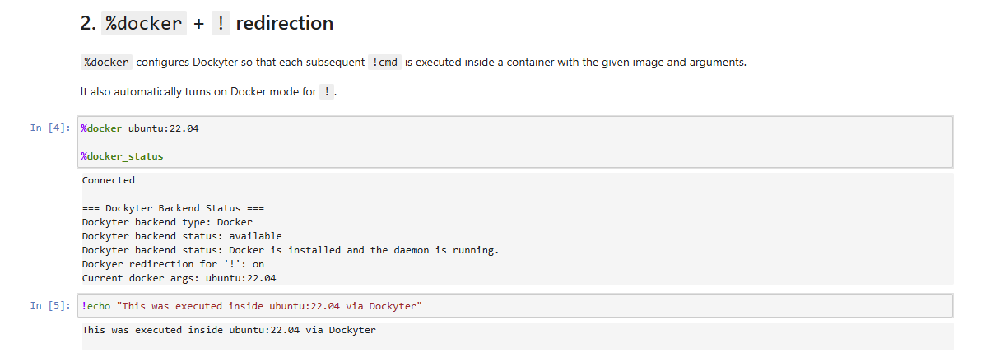 2. %docker + ! redirection
%docker configures Dockyter so that each subsequent !cmd is executed inside a container with the given image and arguments.
It also automatically turns on Docker mode for ! .
In [4]: %docker ubuntu:22.04
%docker_status
Connected
=== Dockyter Backend Status ===
Dockyter backend type: Docker
Dockyter backend status: available
Dockyter backend status: Docker is installed and the daemon is running.
Dockyer redirection for '!': on
Current docker args: ubuntu:22.04
In [5]: !echo "This was executed inside ubuntu:22.04 via Dockyter"
This was executed inside ubuntu:22.04 via Dockyter